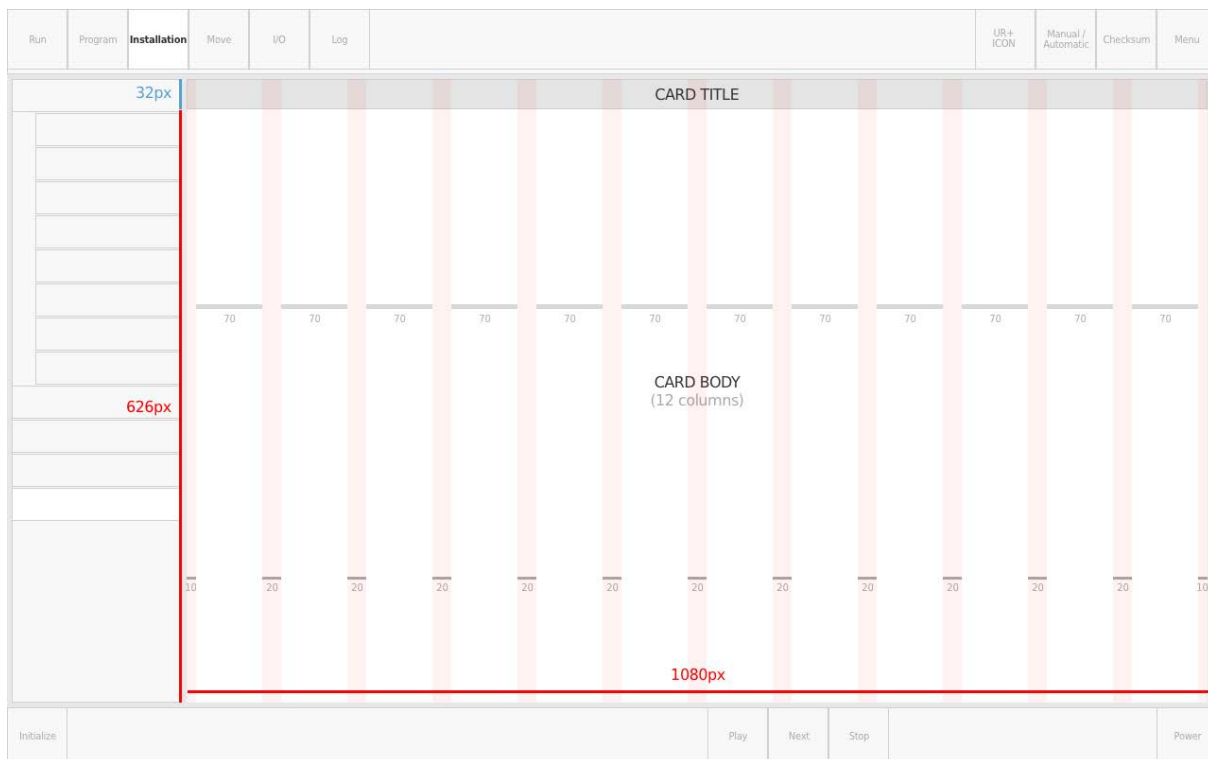 Run
Program
Installation
Move
I/O
Log
UR+
ICON
Manual /
Automatic
Checksum
Menu
32px
CARD TITLE
70
70
70
70
70
70
70
70
70
70
70
70
CARD BODY
(12 columns)
626px
10
20
20
20
20
20
20
20
20
20
20
20
10
1080px
Initialize
Play
Next
Stop
Power